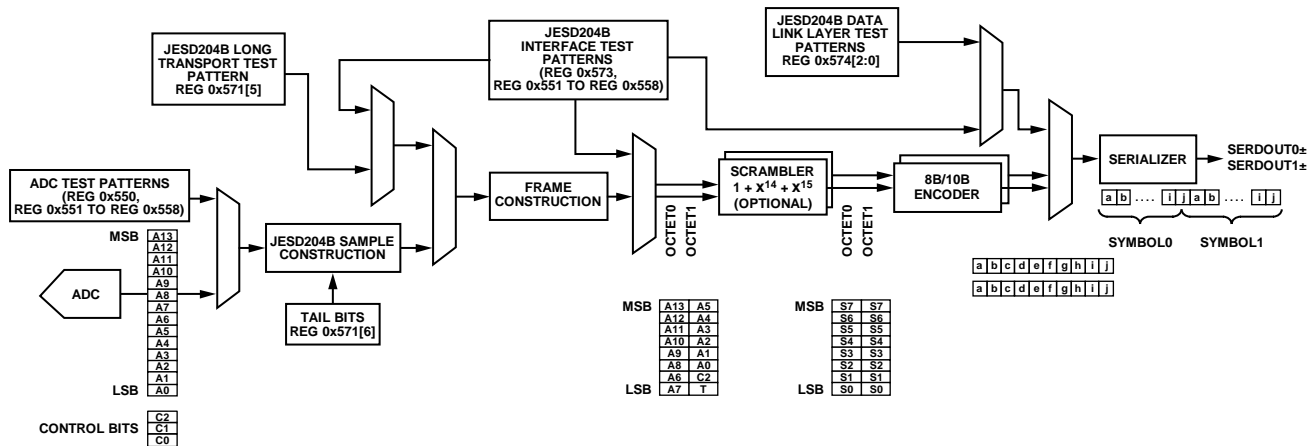 JESD204B LONG
TRANSPORT TEST
PATTERN
REG 0x571[5]
JESD204B
INTERFACE TEST
PATTERNS
(REG 0x573,
REG 0x551 TO REG 0x558)
JESD204B DATA
LINK LAYER TEST
PATTERNS
REG 0x574[2:0]
ADC TEST PATTERNS
(REG 0x550,
REG 0x551 TO REG 0x558)
ADC
MSB
A13
A12
A11
A10
A9
A8
A7
A6
A5
A4
A3
A2
A1
LSB A0
CONTROL BITS
C2
C1
C0
JESD204B SAMPLE
CONSTRUCTION
TAIL BITS
REG 0x571[6]
FRAME
CONSTRUCTION
OCTET0
OCTET1
MSB A13 A5
A12 A4
A11 A3
A10 A2
A9 A1
A8 A0
A6 C2
LSB A7 T
SCRAMBLER
1 + X14 + X15
(OPTIONAL)
OCTET0
OCTET1
MSB S7 S7
S6 S6
S5 S5
S4 S4
S3 S3
S2 S2
S1 S1
LSB S0 S0
8B/10B
ENCODER
a b c d e f g h i j
a b c d e f g h i j
SERIALIZER
SERDOUT0±
SERDOUT1±
a b .... i j a b .... i j
SYMBOL0 SYMBOL1